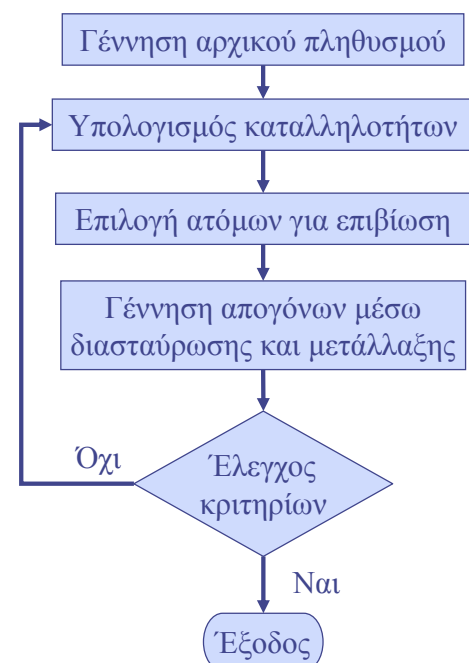 Γέννηση αρχικού πληθυσμού
Υπολογισμός καταλληλοτήτων
Επιλογή ατόμων για επιβίωση
Γέννηση απογόνων μέσω
διασταύρωσης και μετάλλαξης
Όχι
Έλεγχος
κριτηρίων
Ναι
Έξοδος